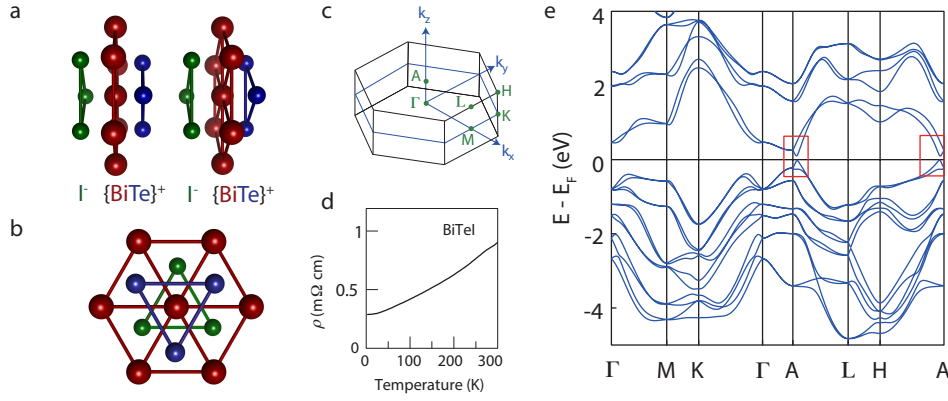 a
I⁻ {BiTe}⁺ I⁻ {BiTe}⁺
b
c
k_z
k_y
A
H
Γ
L
K
M
k_x
d
BiTeI
1
0.5
0
ρ (m Ω cm)
0 100 200 300
Temperature (K)
e
4
2
0
-2
-4
E - E_F (eV)
Γ M K Γ A L H A